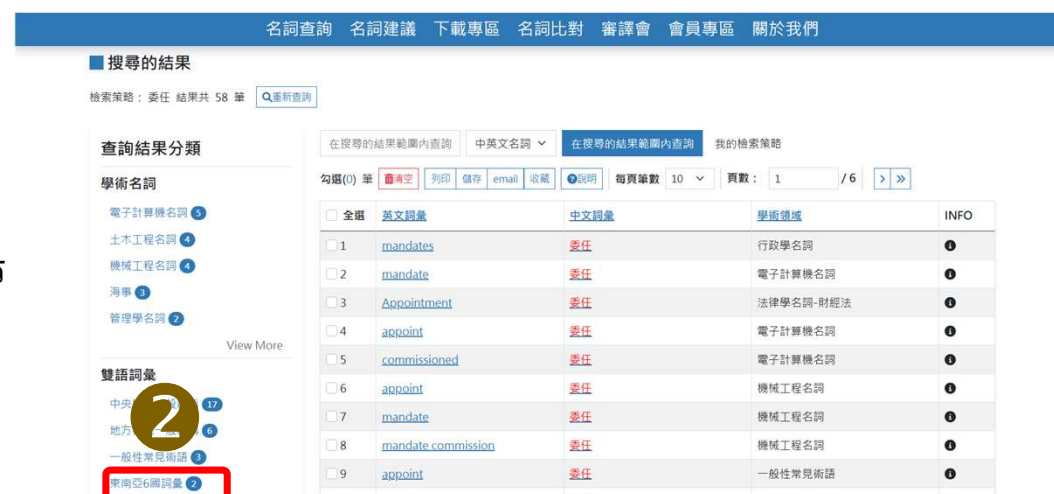 名詞查詢 名詞建議 下載專區 名詞比對 審譯會 會員專區 關於我們
搜尋的結果
檢索策略：委任 結果共 58 筆 重新查詢
查詢結果分類
學術名詞
電子計算機名詞 5
土木工程名詞 4
機械工程名詞 4
海事 3
管理學名詞 2
View More
雙語詞彙
中央 17
地方 6
一般性常見術語 3
東南亞6國詞彙 2
2
在搜尋的結果範圍內查詢 中英文名詞 在搜尋的結果範圍內查詢 我的檢索策略
勾選(0) 筆 清空 列印 儲存 email 收藏 說明 每頁筆數 10 頁數： 1 / 6 > »
全選 英文詞彙 中文詞彙 學術領域 INFO
1 mandates 委任 行政學名詞
2 mandate 委任 電子計算機名詞
3 Appointment 委任 法律學名詞-財經法
4 appoint 委任 電子計算機名詞
5 commissioned 委任 電子計算機名詞
6 appoint 委任 機械工程名詞
7 mandate 委任 機械工程名詞
8 mandate commission 委任 機械工程名詞
9 appoint 委任 一般性常見術語